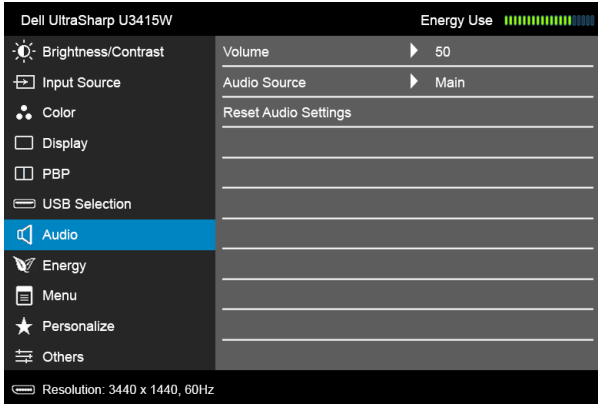 Dell UltraSharp U3415W Energy Use
Brightness/Contrast
Volume 50
Input Source
Audio Source Main
Color
Reset Audio Settings
Display
PBP
USB Selection
Audio
Energy
Menu
Personalize
Others
Resolution: 3440 x 1440, 60Hz